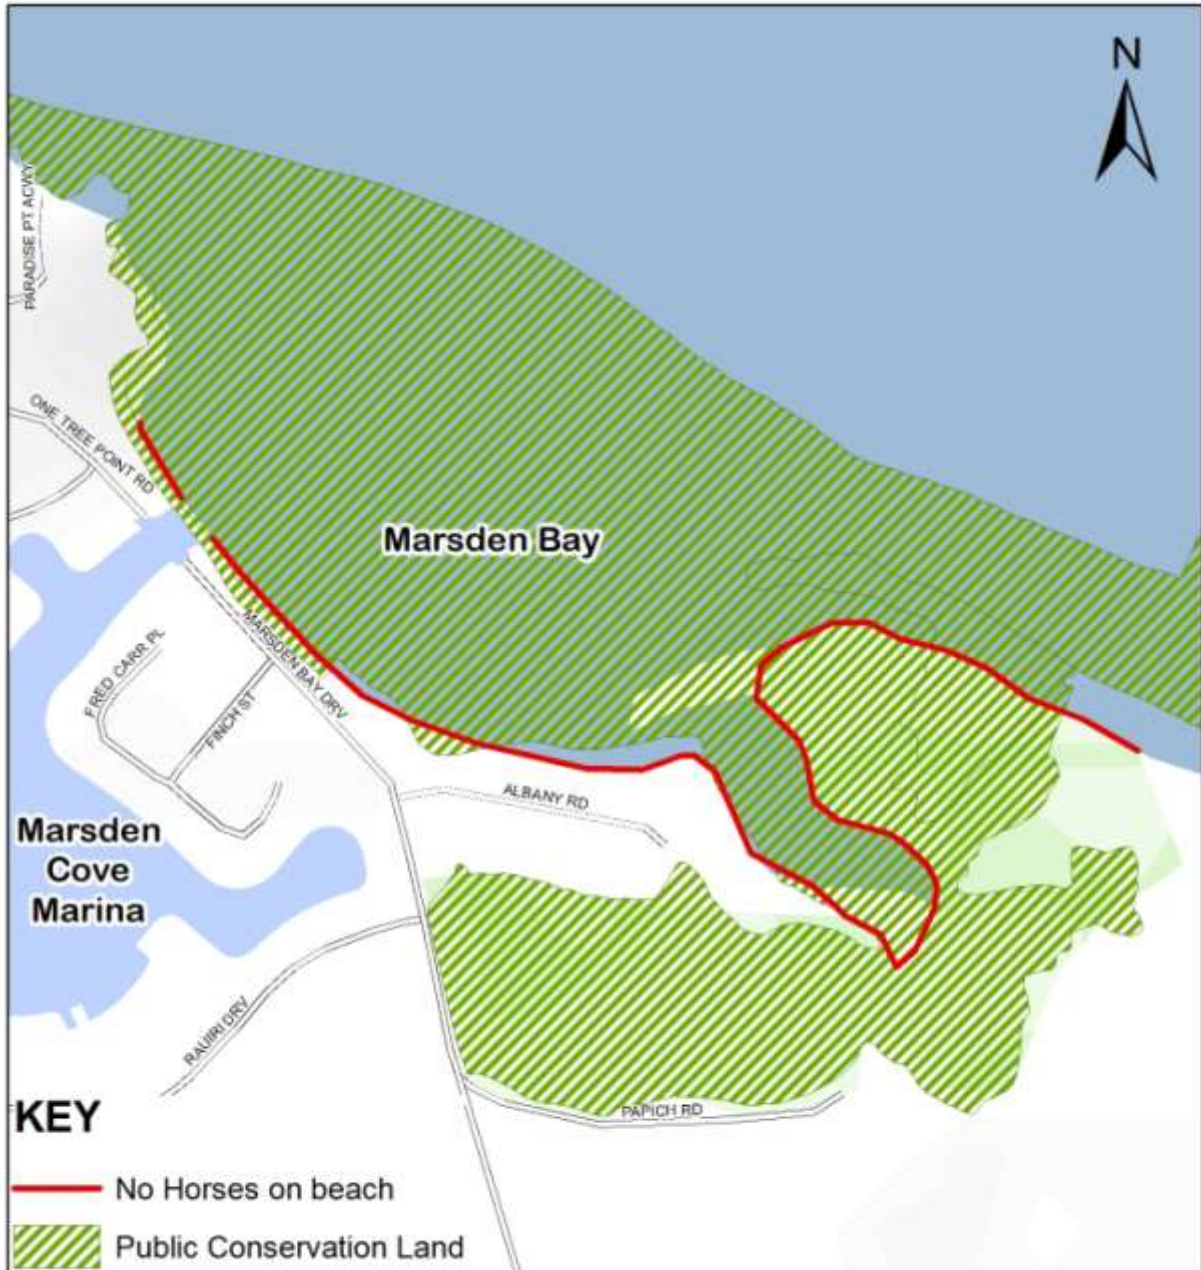 N
PARADISE PT ACWY
ONE TREE POINT RD
Marsden Bay
MARSDEN BAY DRV
FRED CARR PL
FINCH ST
ALBANY RD
Marsden
Cove
Marina
RAUIRI DRV
PAPICH RD
KEY
No Horses on beach
Public Conservation Land